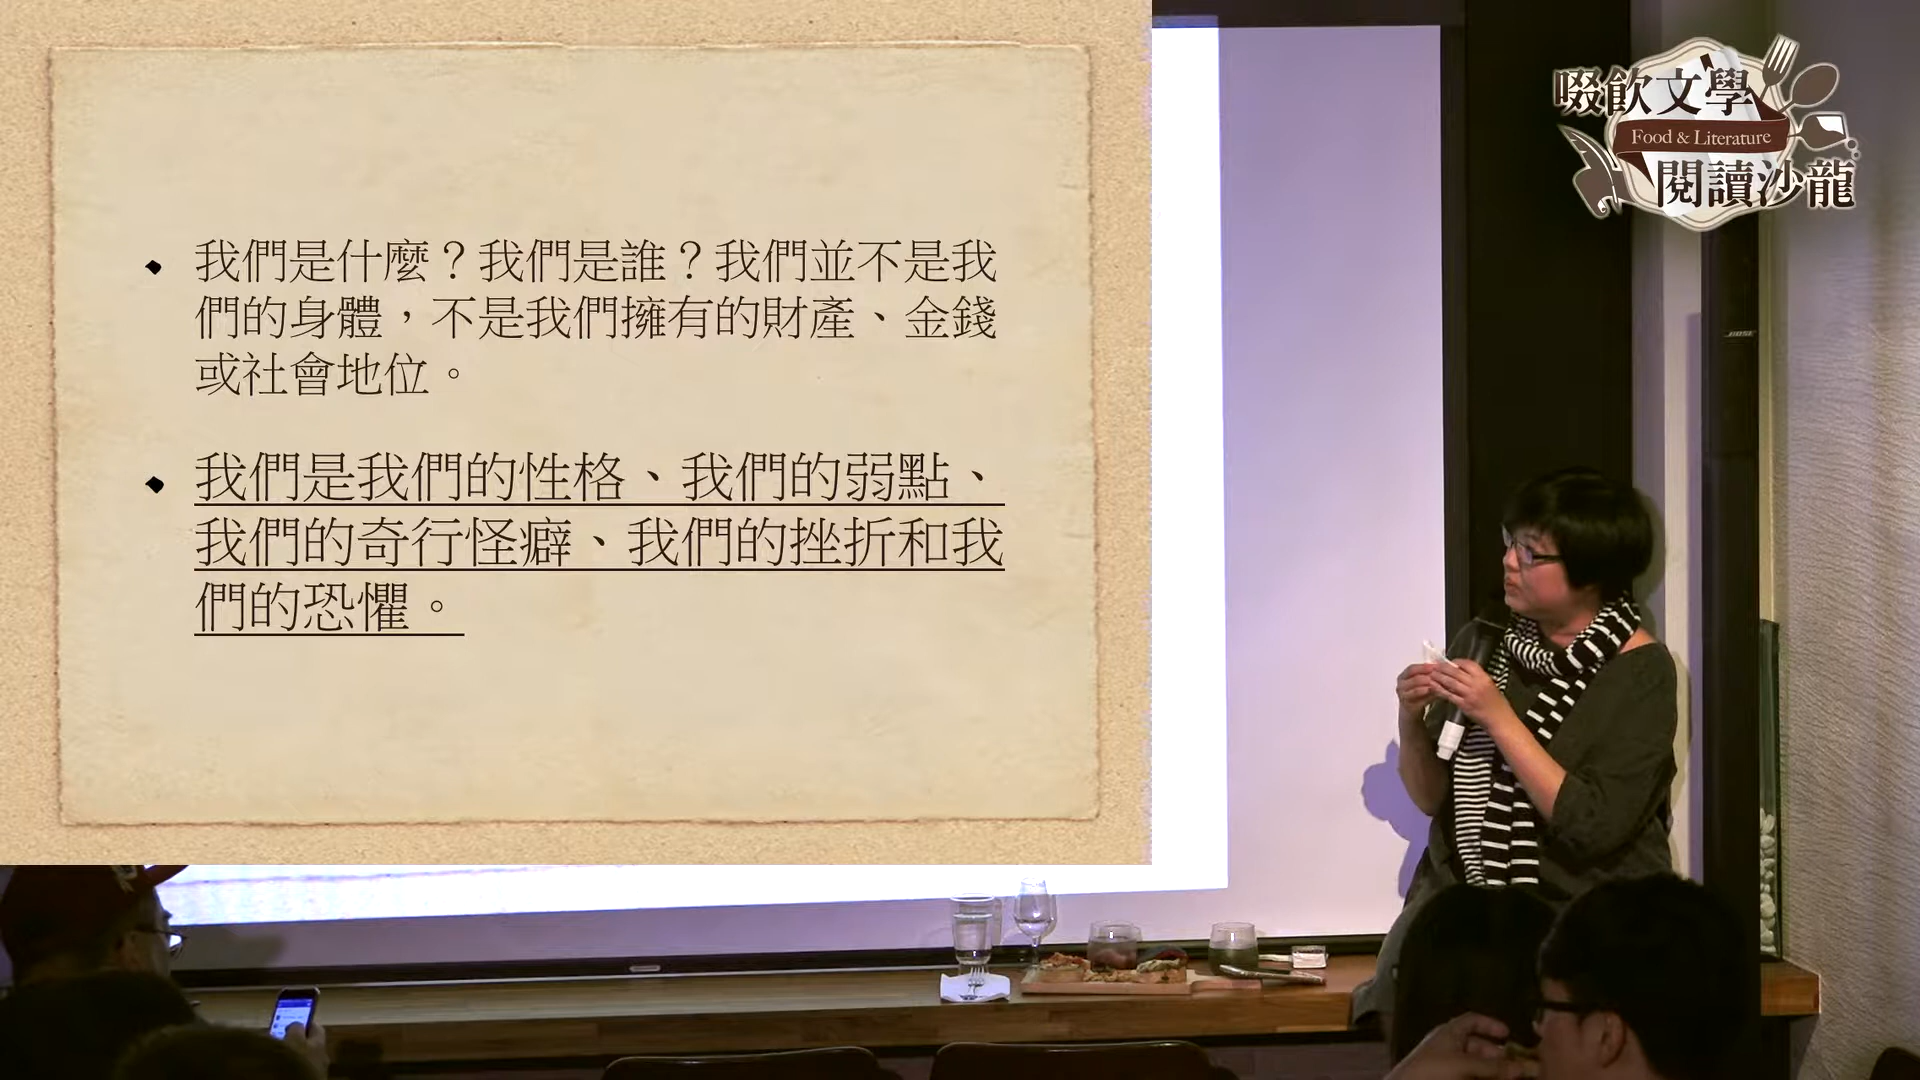 我們是什麼？我們是誰？我們並不是我
們的身體，不是我們擁有的財產、金錢
或社會地位。
我們是我們的性格、我們的弱點、
我們的奇行怪癖、我們的挫折和我
們的恐懼。
啜飲文學
Food & Literature
閱讀沙龍
BOSE